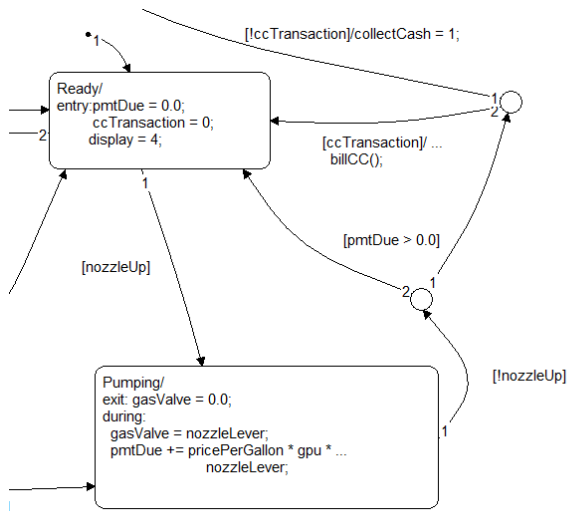 [!ccTransaction]/collectCash = 1;
1
Ready/
entry:pmtDue = 0.0;
ccTransaction = 0;
display = 4;
2
1
2
[ccTransaction]/ ...
billCC();
1
[nozzleUp]
[pmtDue > 0.0]
1
2
Pumping/
exit: gasValve = 0.0;
during:
gasValve = nozzleLever;
pmtDue += pricePerGallon * gpu * ...
nozzleLever;
[!nozzleUp]
1